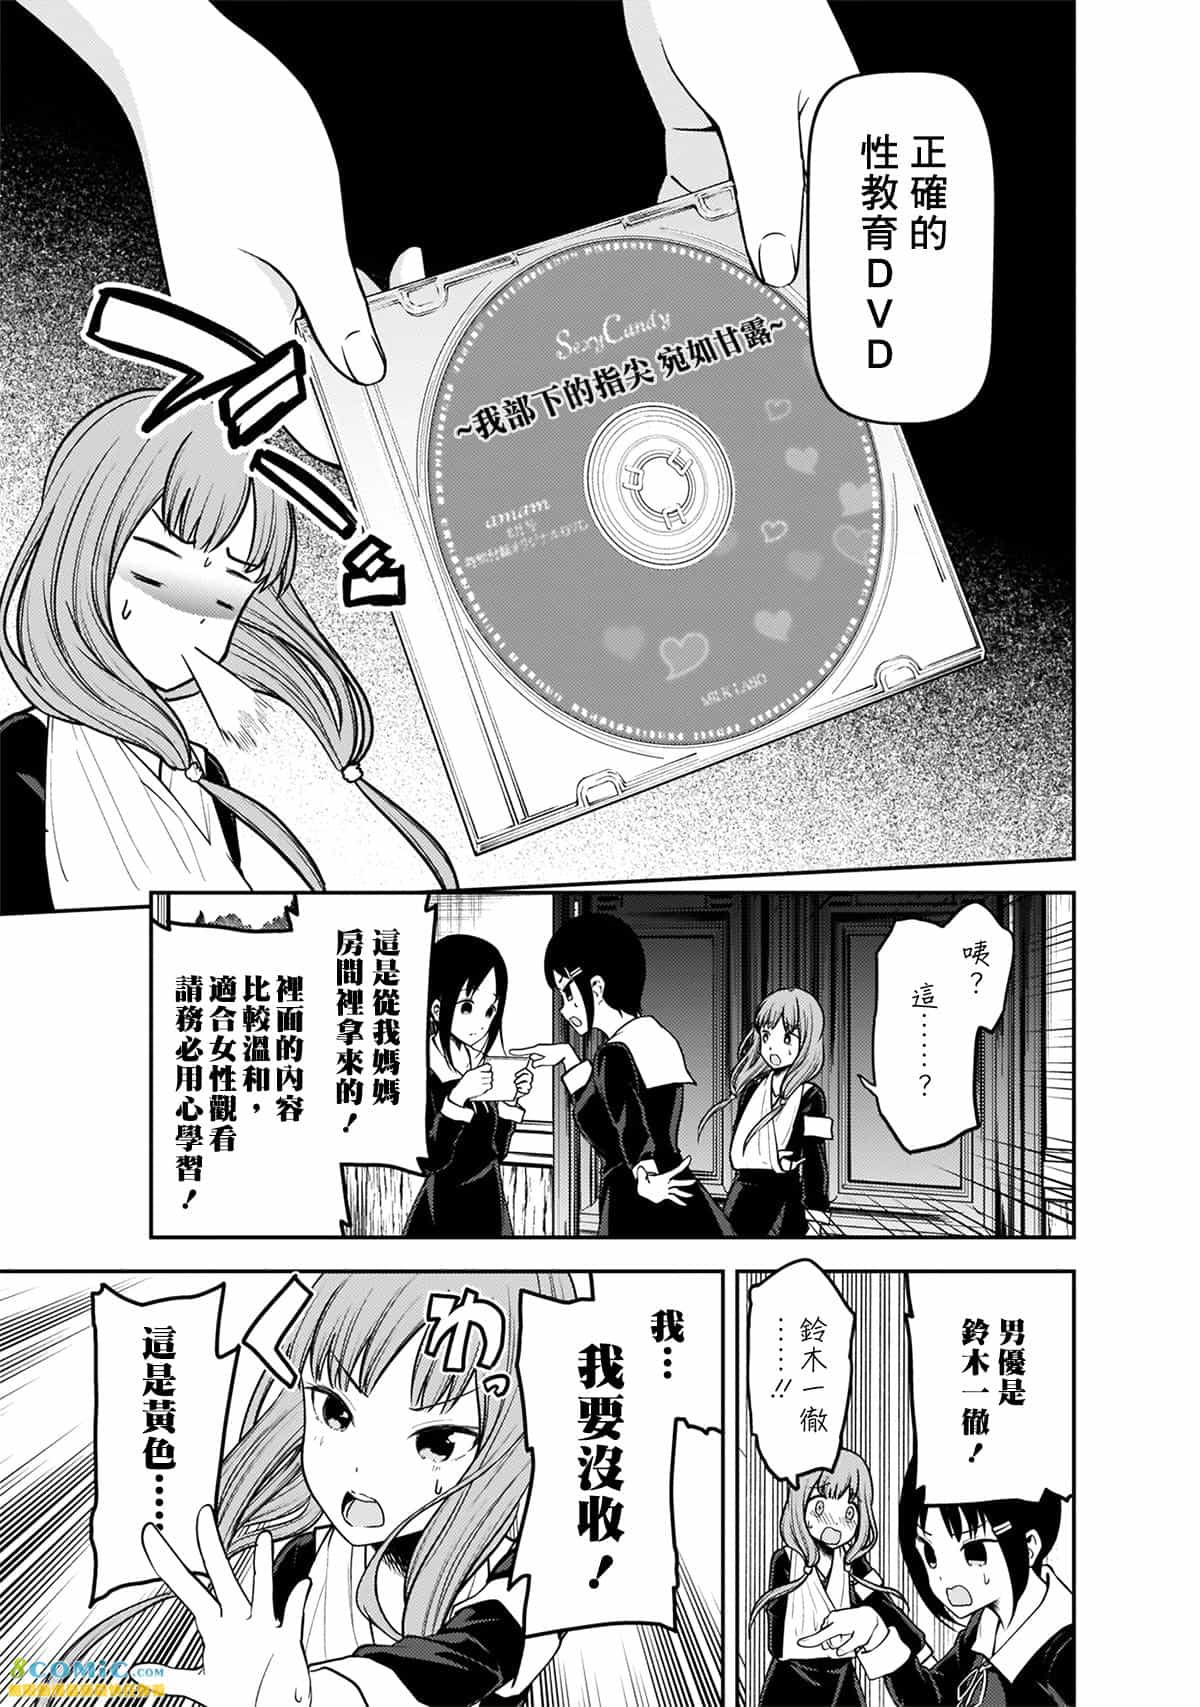 正確的
性教育DVD
SexyCandy
~我部下的指尖 宛如甘露~
amam
MILK LABO
咦？
這……？
這是從我媽媽
房間裡拿來的！
裡面的內容
比較溫和，
適合女性觀看
請務必用心學習！
男優是
鈴木一徹！
鈴木一徹
……!!
我…
我要沒收！
わっ
這是黃色……
8COMIC.COM